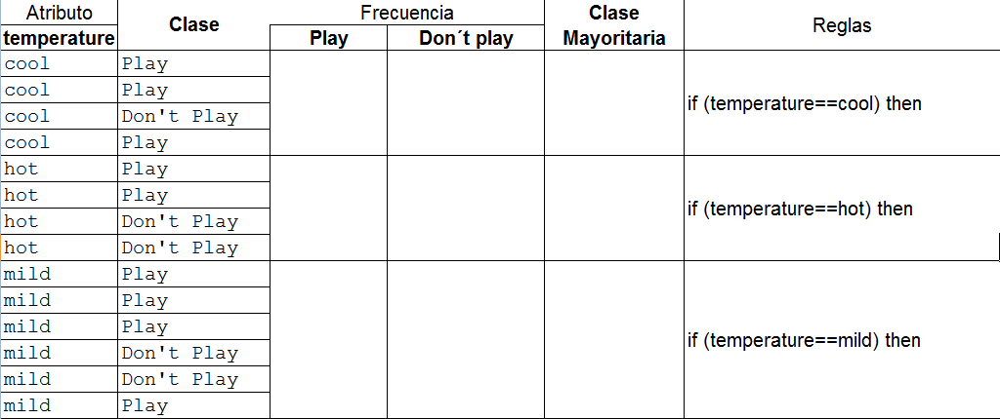 Atributo Clase Frecuencia Clase Mayoritaria Reglas
temperature Play Don´t play
cool Play
cool Play
cool Don't Play
cool Play
if (temperature==cool) then
hot Play
hot Play
hot Don't Play
hot Don't Play
if (temperature==hot) then
mild Play
mild Play
mild Play
mild Don't Play
mild Don't Play
mild Play
if (temperature==mild) then